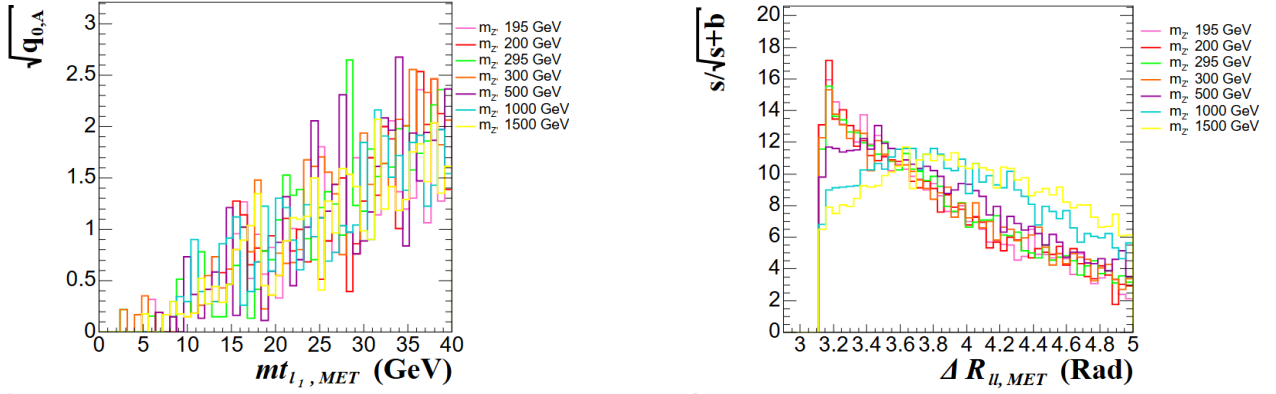 √q0,A
3
2.5
2
1.5
1
0.5
0
0 5 10 15 20 25 30 35 40
mt l1 , MET (GeV)
mZ' 195 GeV
mZ' 200 GeV
mZ' 295 GeV
mZ' 300 GeV
mZ' 500 GeV
mZ' 1000 GeV
mZ' 1500 GeV
s/√s+b
20
18
16
14
12
10
8
6
4
2
0
3 3.2 3.4 3.6 3.8 4 4.2 4.4 4.6 4.8 5
Δ R ll, MET (Rad)
mZ' 195 GeV
mZ' 200 GeV
mZ' 295 GeV
mZ' 300 GeV
mZ' 500 GeV
mZ' 1000 GeV
mZ' 1500 GeV